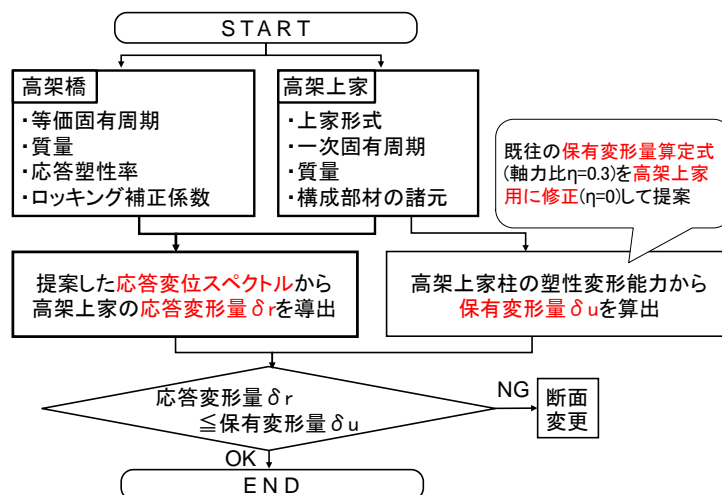 ＳＴＡＲＴ
高架橋
・等価固有周期
・質量
・応答塑性率
・ロッキング補正係数
高架上家
・上家形式
・一次固有周期
・質量
・構成部材の諸元
既往の保有変形量算定式
(軸力比η=0.3)を高架上家
用に修正(η=0)して提案
提案した応答変位スペクトルから
高架上家の応答変形量δrを導出
高架上家柱の塑性変形能力から
保有変形量δuを算出
応答変形量δr
≦保有変形量δu
NG
断面
変更
OK
ＥＮＤ